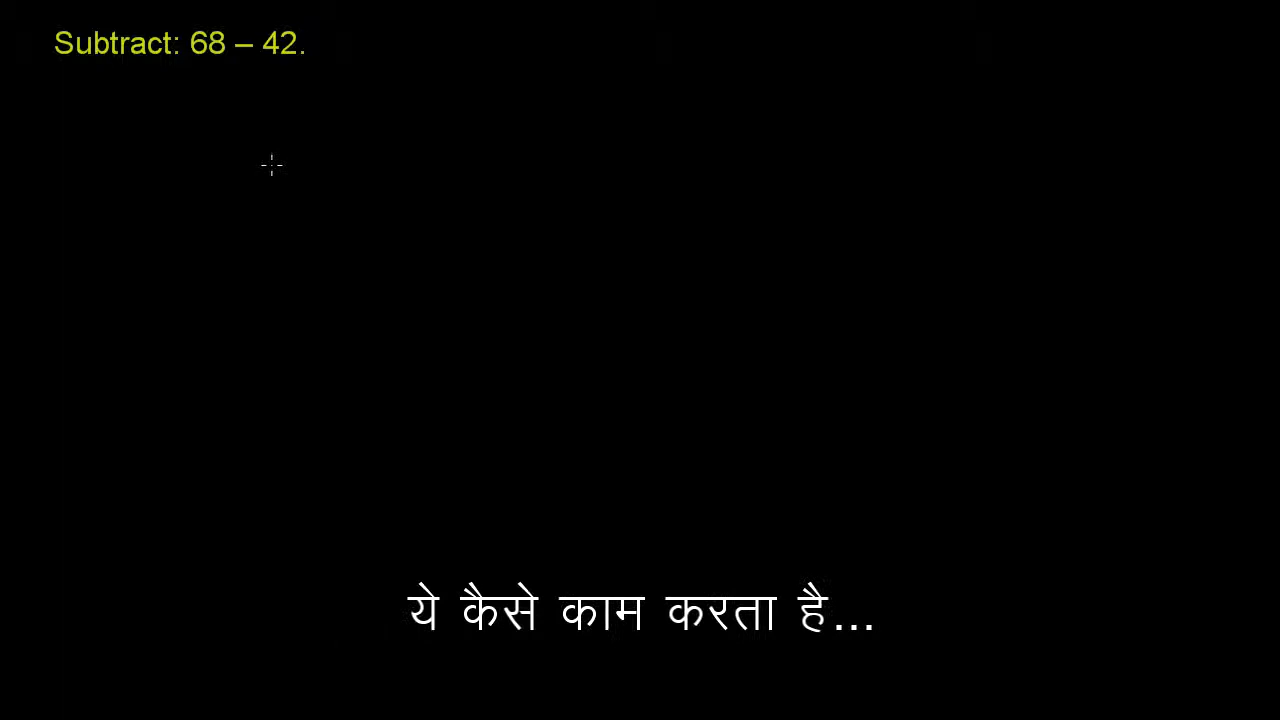 Subtract: 68 – 42.
ये कैसे काम करता है...